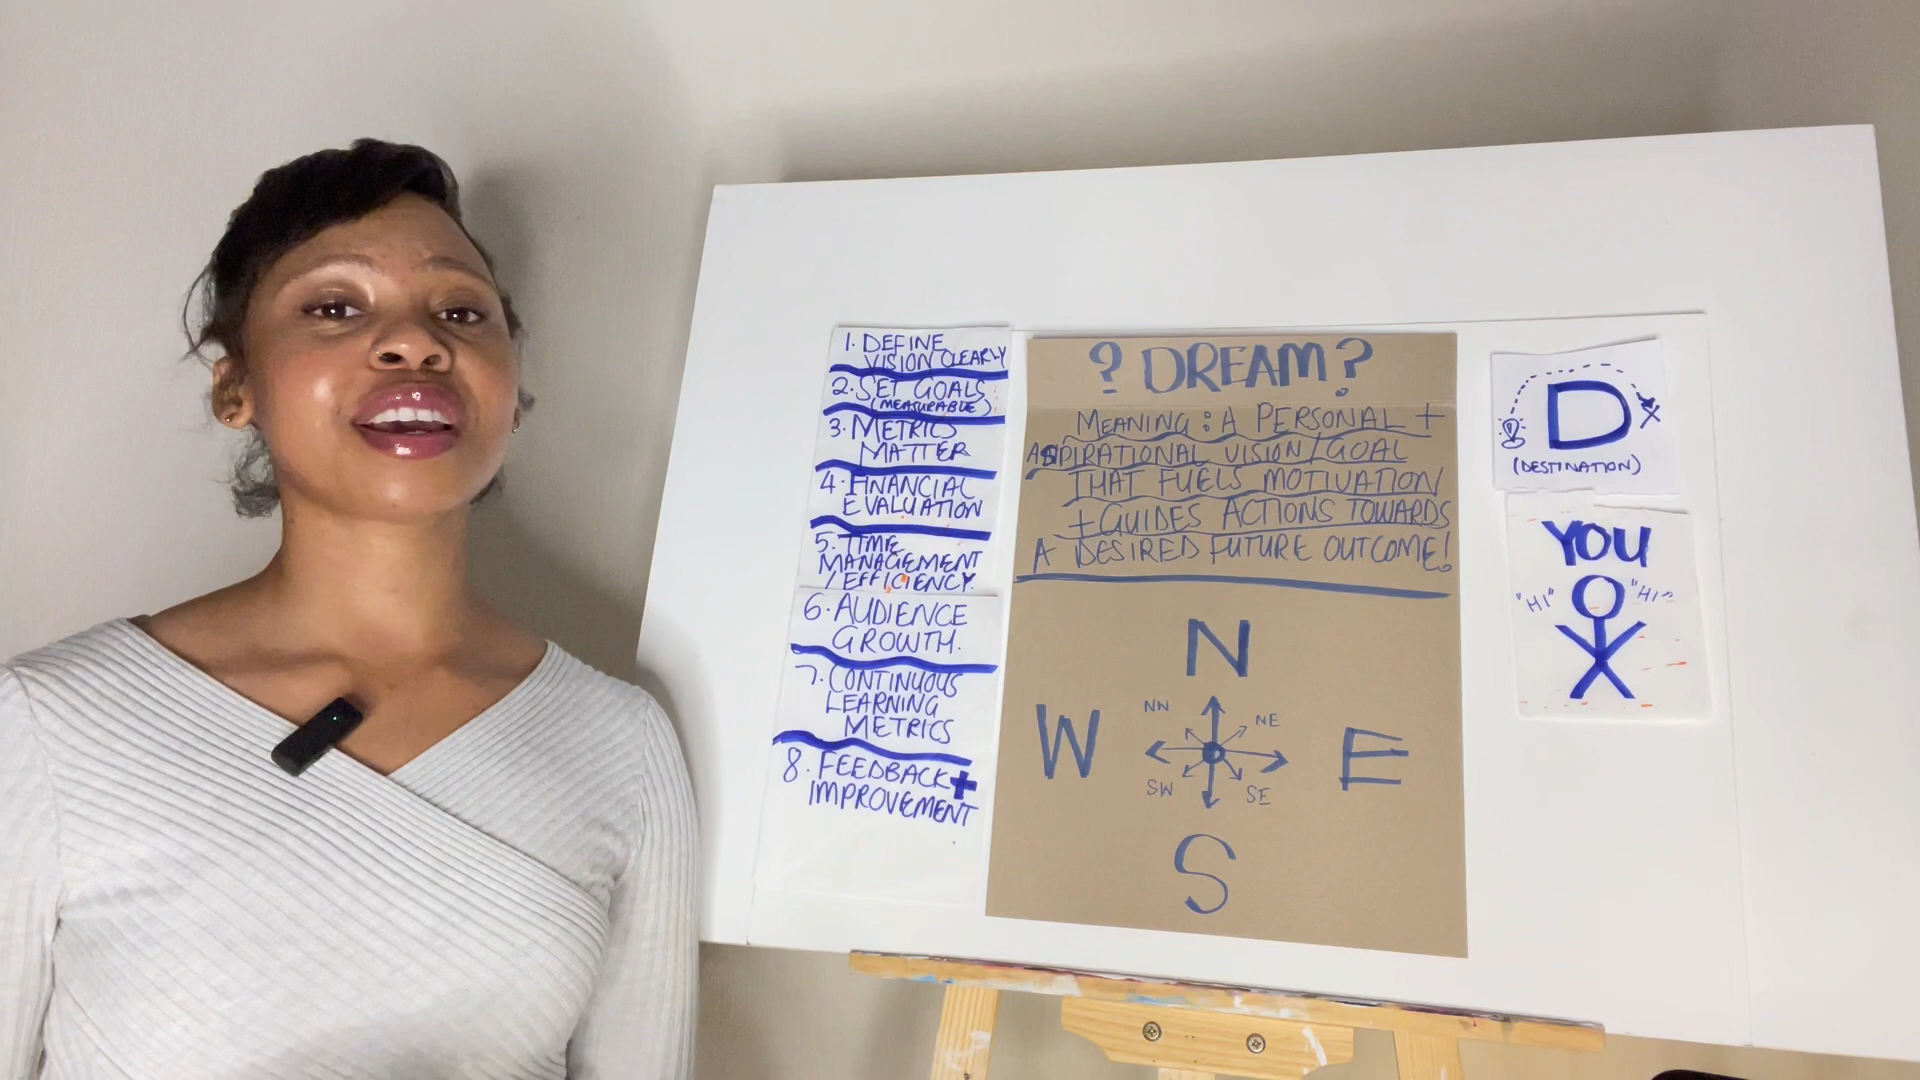 1. DEFINE
VISION CLEARLY
2. SET GOALS
(MEASURABLE)
3. METRICS
MATTER
4. FINANCIAL
EVALUATION
5. TIME
MANAGEMENT
/EFFICIENCY.
6. AUDIENCE
GROWTH.
7. CONTINUOUS
LEARNING
METRICS
8. FEEDBACK +
IMPROVEMENT
? DREAM?
MEANING: A PERSONAL +
ASPIRATIONAL VISION/GOAL
THAT FUELS MOTIVATION
+ GUIDES ACTIONS TOWARDS
A DESIRED FUTURE OUTCOME!
N
NW NE
W E
SW SE
S
D X
(DESTINATION)
YOU
"HI" "HI"